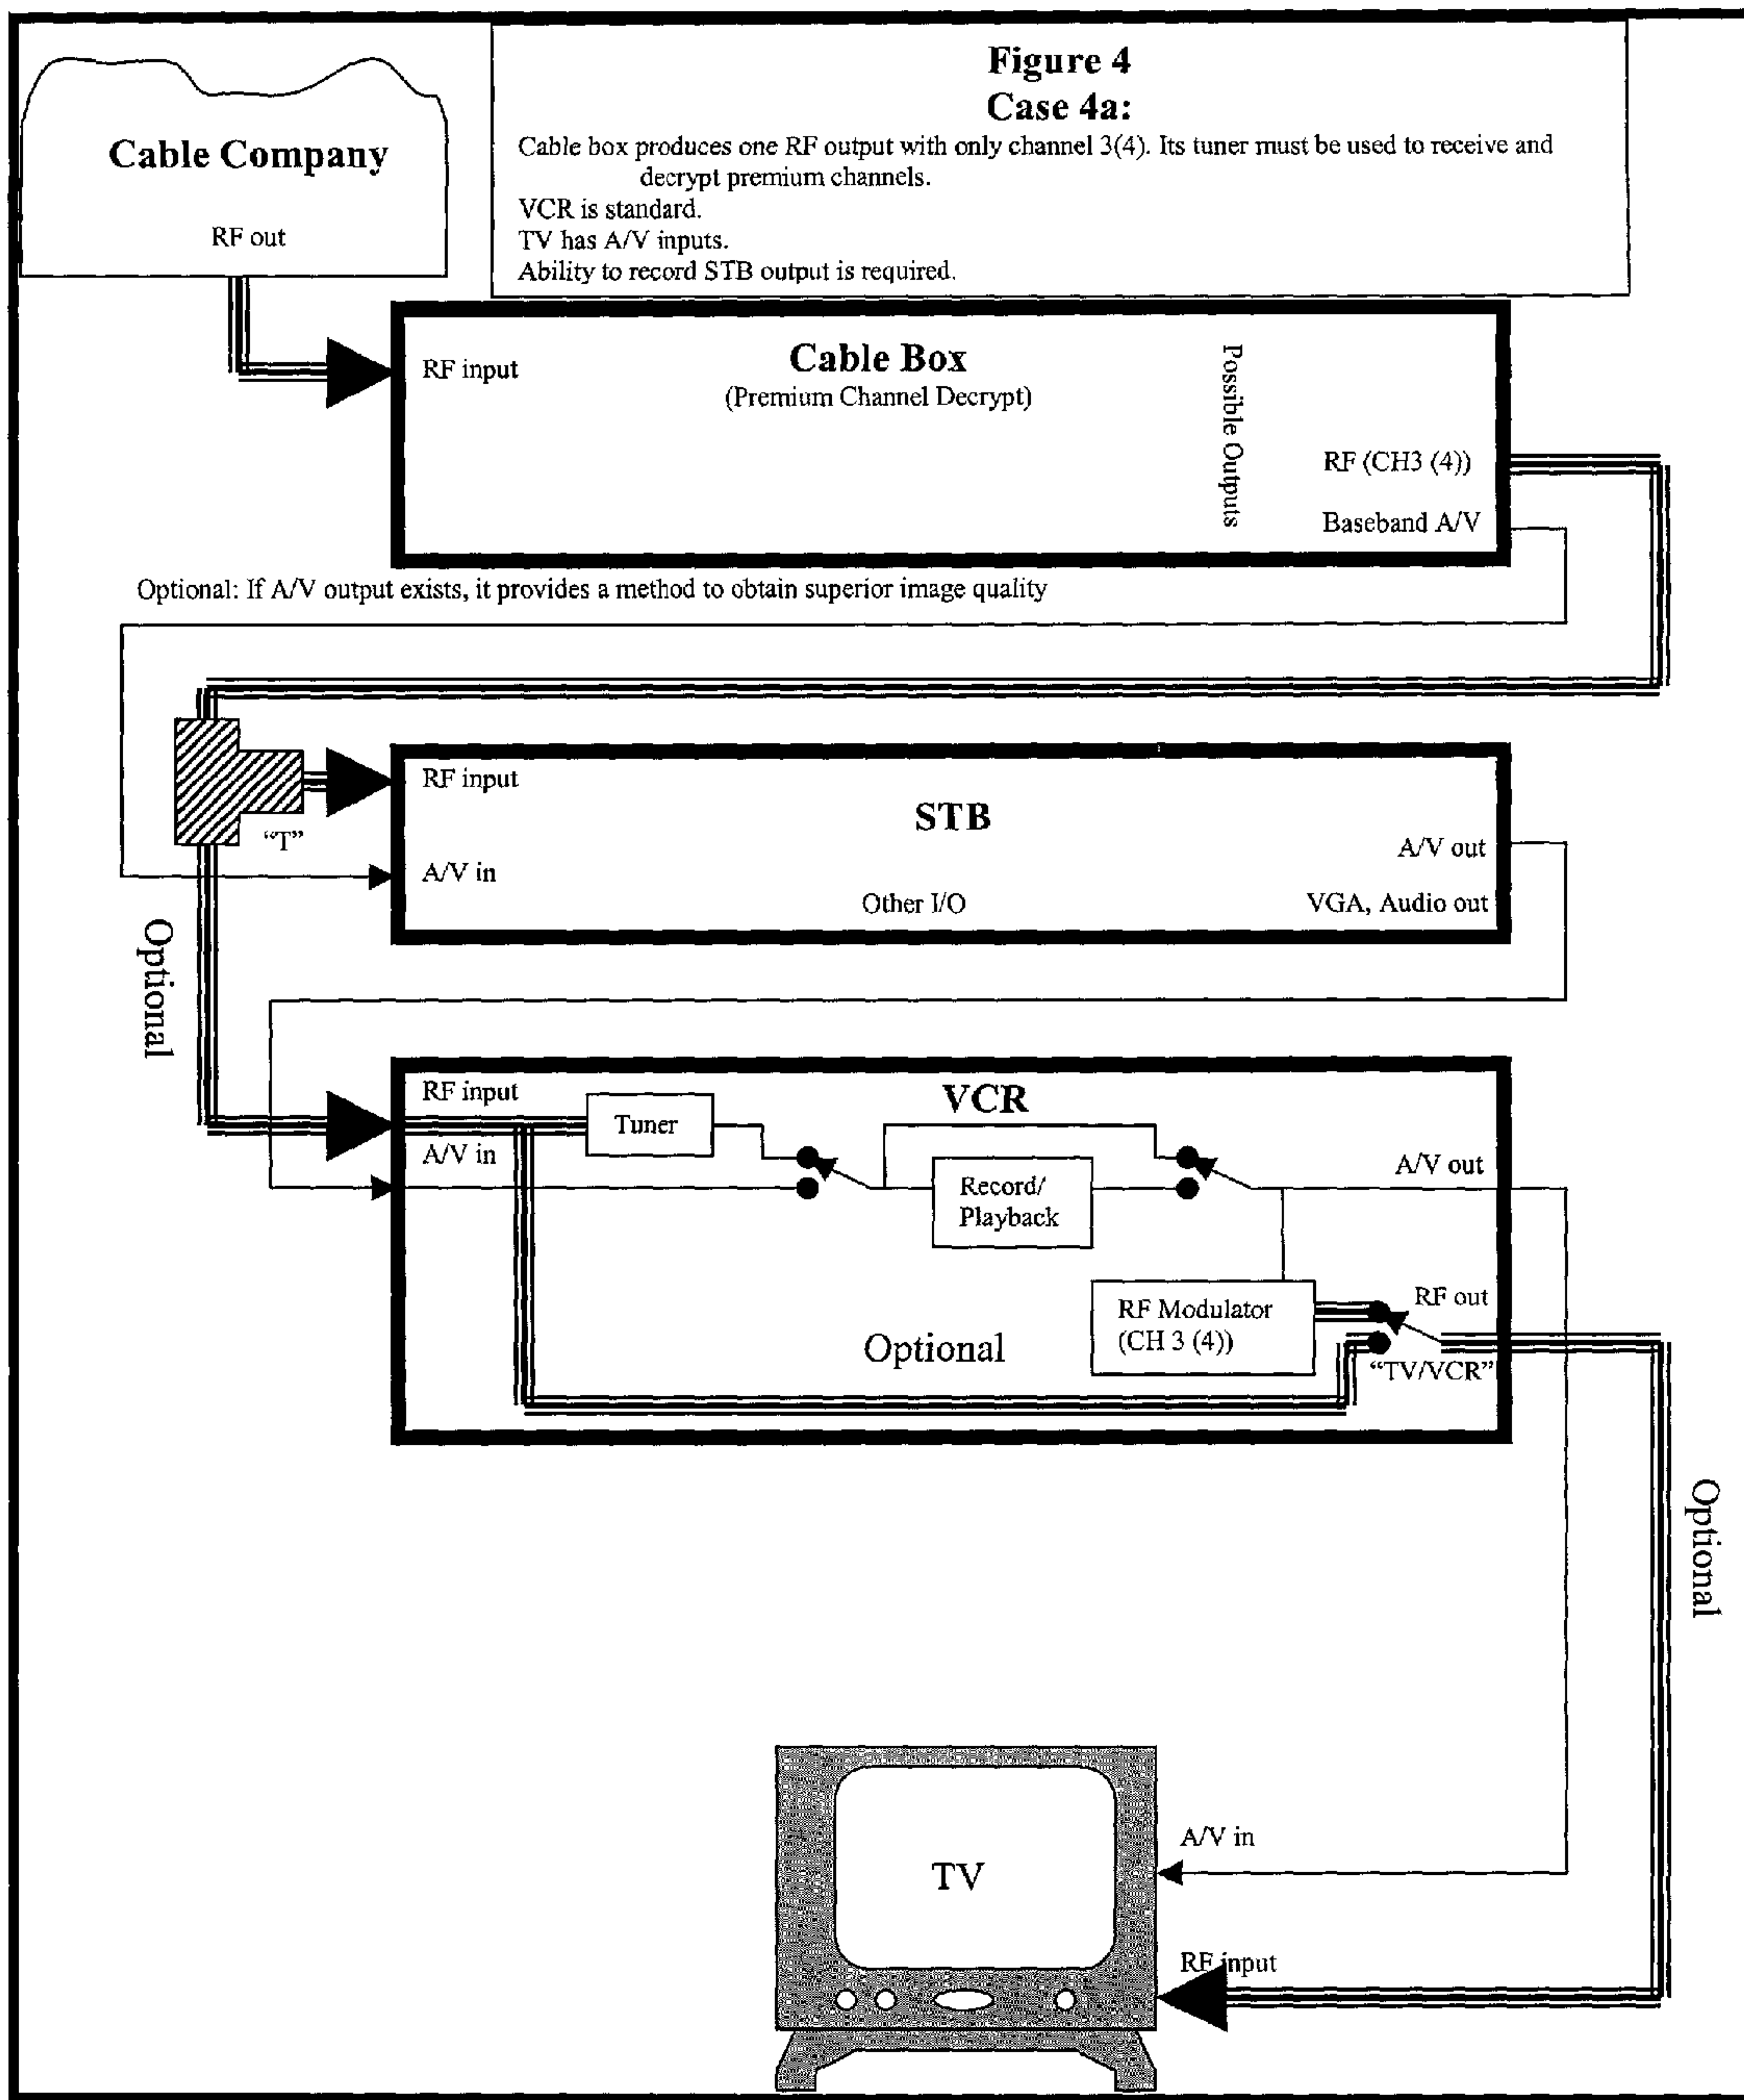 Figure 4
Case 4a:
Cable box produces one RF output with only channel 3(4). Its tuner must be used to receive and
decrypt premium channels.
VCR is standard.
TV has A/V inputs.
Ability to record STB output is required.
Cable Company
RF out
RF input
Cable Box
(Premium Channel Decrypt)
Possible Outputs
RF (CH3 (4))
Baseband A/V
Optional: If A/V output exists, it provides a method to obtain superior image quality
RF input
STB
"T"
A/V out
A/V in
Other I/O
VGA, Audio out
Optional
RF input
VCR
Tuner
A/V in
A/V out
Record/
Playback
RF out
RF Modulator
(CH 3 (4))
Optional
"TV/VCR"
Optional
A/V in
TV
RF input